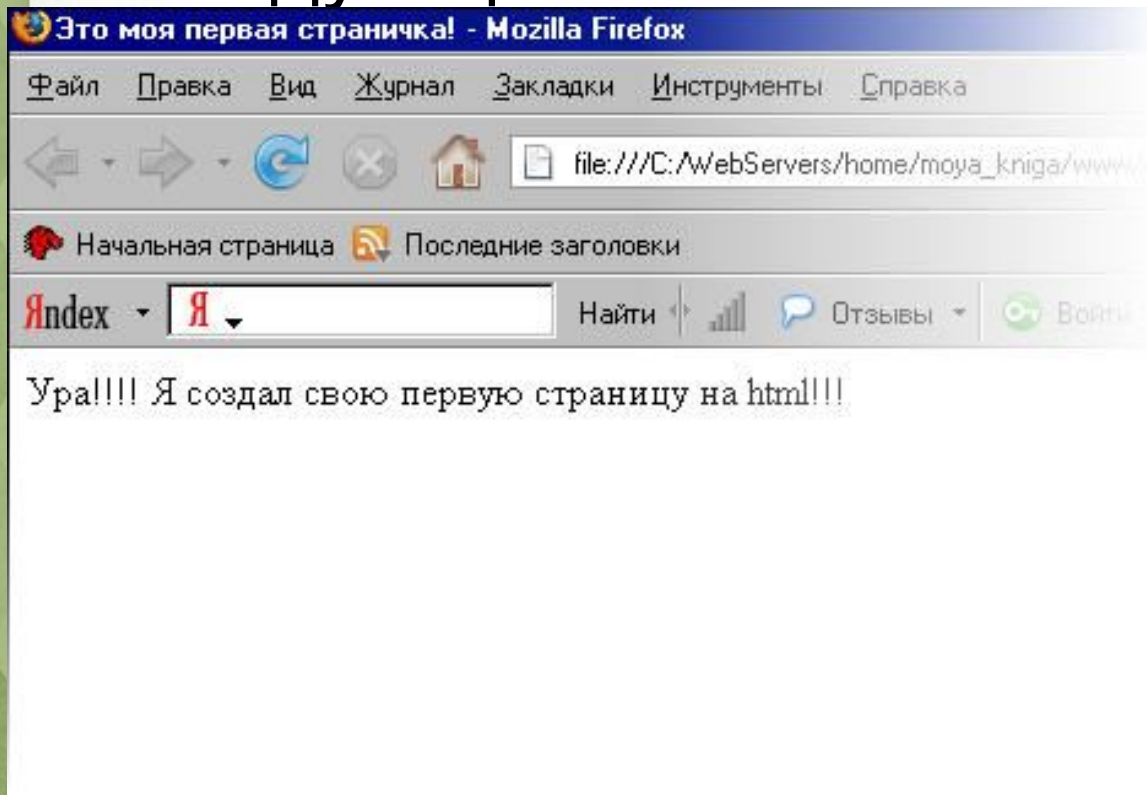 Это моя первая страничка! - Mozilla Firefox
Файл Правка Вид Журнал Закладки Инструменты Справка
file:///C:/WebServers/home/moya_kniga/www/
Начальная страница Последние заголовки
Яndex Я Найти Отзывы Войти
Ура!!!! Я создал свою первую страницу на html!!!